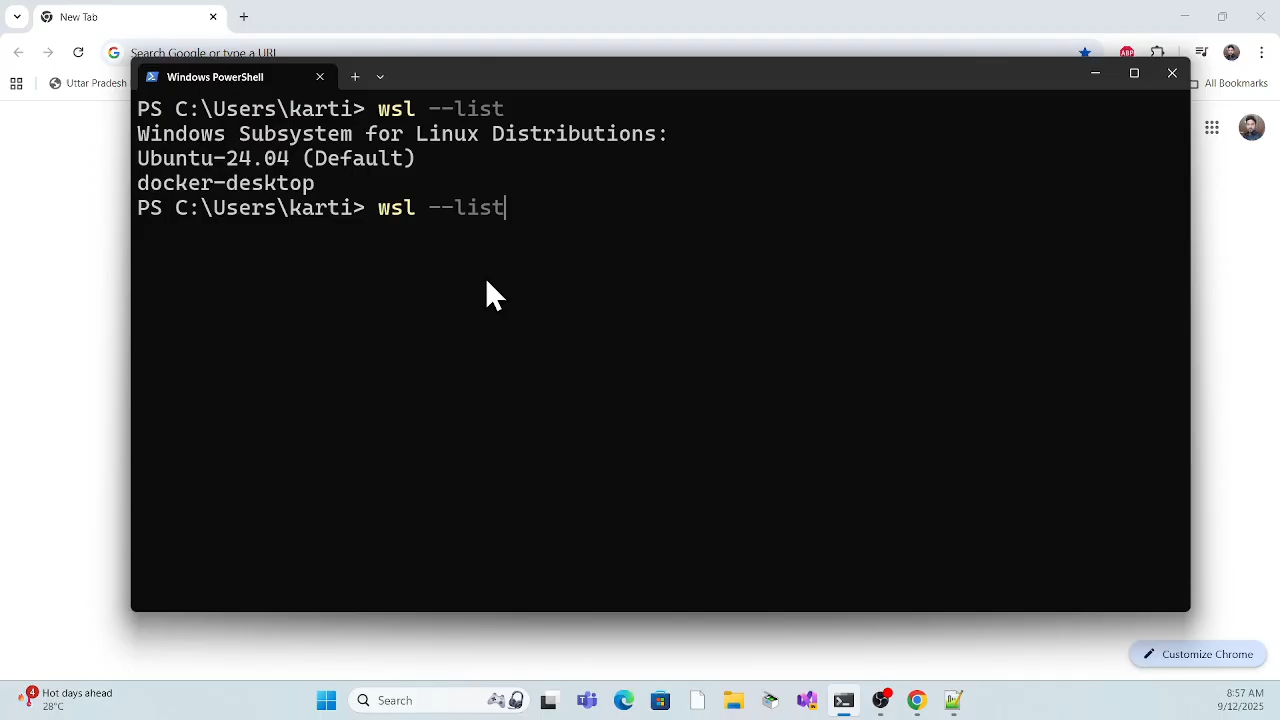 New Tab
Search Google or type a URL
ABP
Uttar Pradesh
All Bookmarks
Windows PowerShell
PS C:\Users\karti> wsl --list
Windows Subsystem for Linux Distributions:
Ubuntu-24.04 (Default)
docker-desktop
PS C:\Users\karti> wsl --list
Customize Chrome
4
Hot days ahead
28°C
Search
8:57 AM
9/12/2025